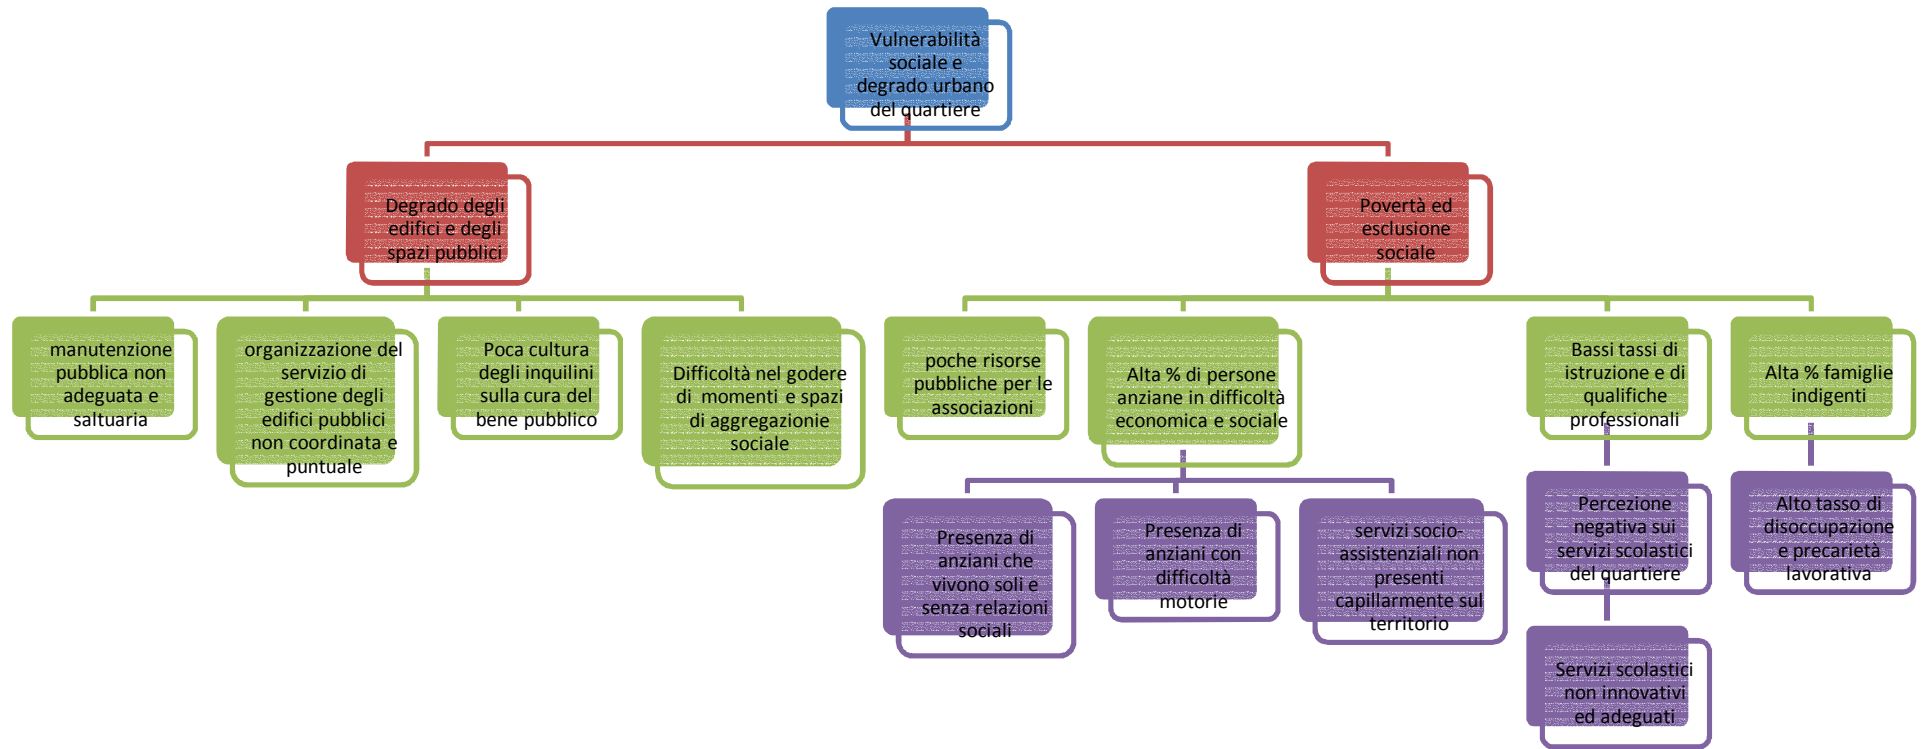 Vulnerabilità
sociale e
degrado urbano
del quartiere
Degrado degli
edifici e degli
spazi pubblici
Povertà ed
esclusione
sociale
manutenzione
pubblica non
adeguata e
saltuaria
organizzazione del
servizio di
gestione degli
edifici pubblici
non coordinata e
puntuale
Poca cultura
degli inquilini
sulla cura del
bene pubblico
Difficoltà nel godere
di momenti e spazi
di aggregazionie
sociale
poche risorse
pubbliche per le
associazioni
Alta % di persone
anziane in difficoltà
economica e sociale
Bassi tassi di
istruzione e di
qualifiche
professionali
Alta % famiglie
indigenti
Presenza di
anziani che
vivono soli e
senza relazioni
sociali
Presenza di
anziani con
difficoltà
motorie
servizi socio-
assistenziali non
presenti
capillarmente sul
territorio
Percezione
negativa sui
servizi scolastici
del quartiere
Alto tasso di
disoccupazione
e precarietà
lavorativa
Servizi scolastici
non innovativi
ed adeguati